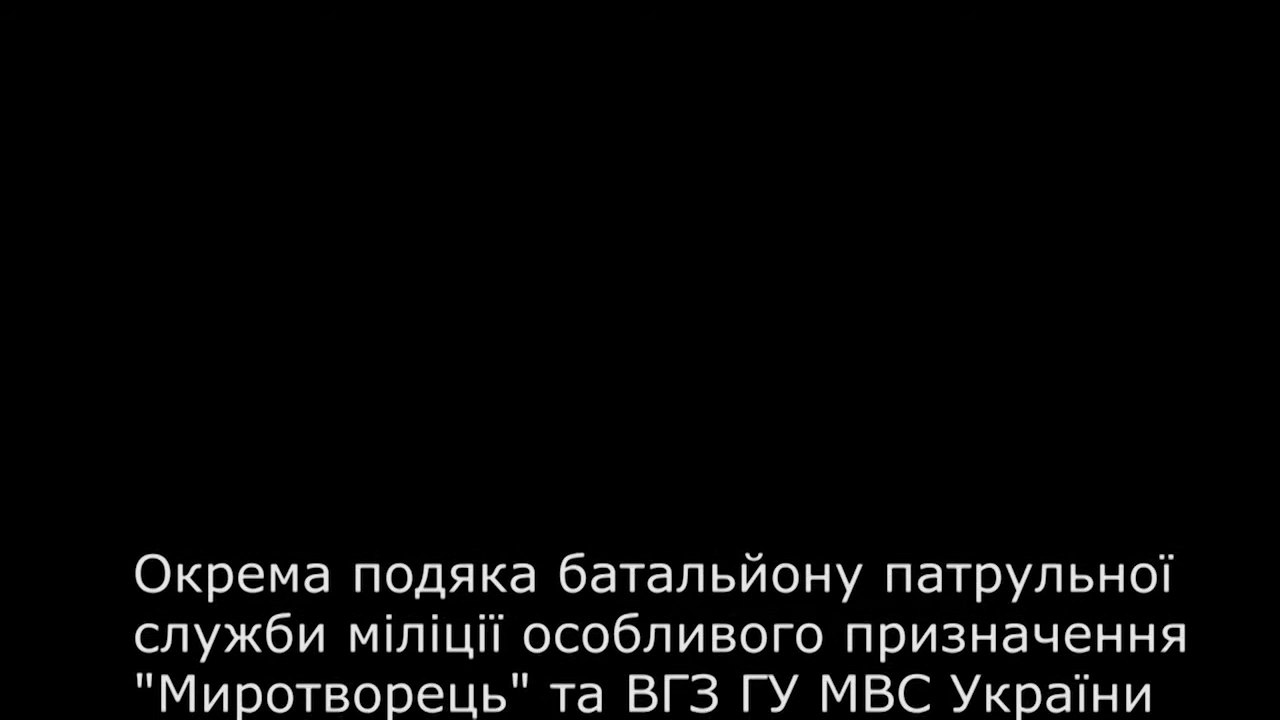 Окрема подяка батальйону патрульної
служби міліції особливого призначення
"Миротворець" та ВГЗ ГУ МВС України